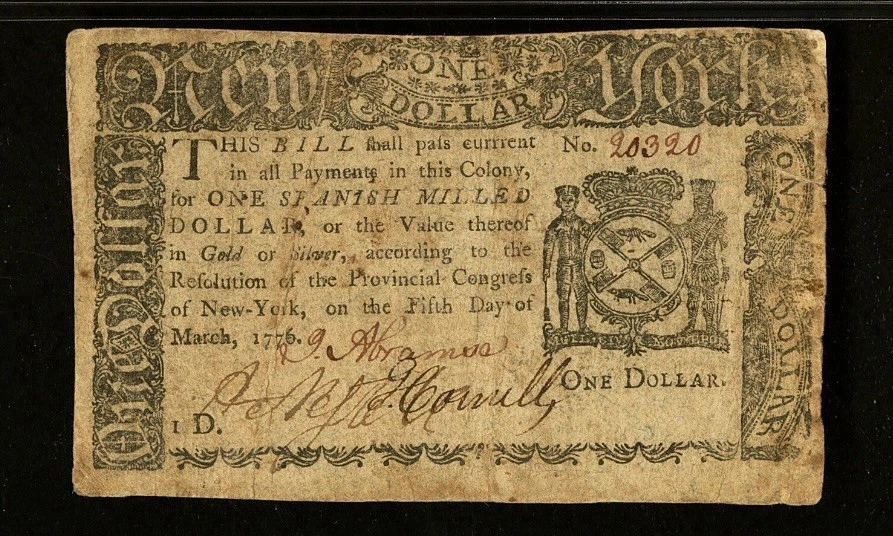 New York
ONE
DOLLAR
THIS BILL ſhall paſs current
in all Payments in this Colony,
for ONE SPANISH MILLED
DOLLAR, or the Value thereof
in Gold or Silver, according to the
Reſolution of the Provincial Congreſs
of New-York, on the Fifth Day of
March, 1776.
No. 20320
ONE DOLLAR.
1 D.
One Dollar
ONE DOLLAR